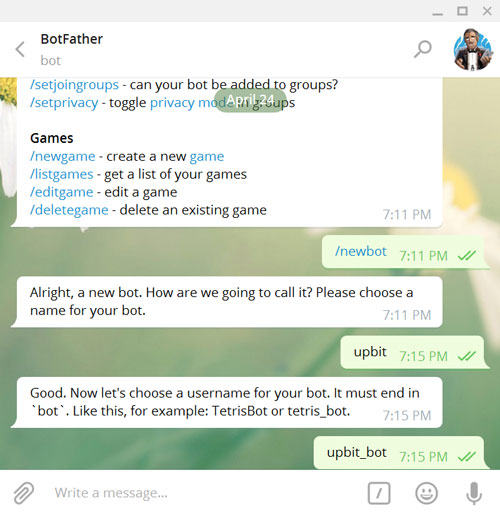 BotFather
bot
/setjoingroups - can your bot be added to groups?
April 24
/setprivacy - toggle privacy mode in groups
Games
/newgame - create a new game
/listgames - get a list of your games
/editgame - edit a game
/deletegame - delete an existing game
7:11 PM
/newbot 7:11 PM
Alright, a new bot. How are we going to call it? Please choose a
name for your bot.
7:11 PM
upbit 7:15 PM
Good. Now let's choose a username for your bot. It must end in
`bot`. Like this, for example: TetrisBot or tetris_bot.
7:15 PM
upbit_bot 7:15 PM
Write a message...